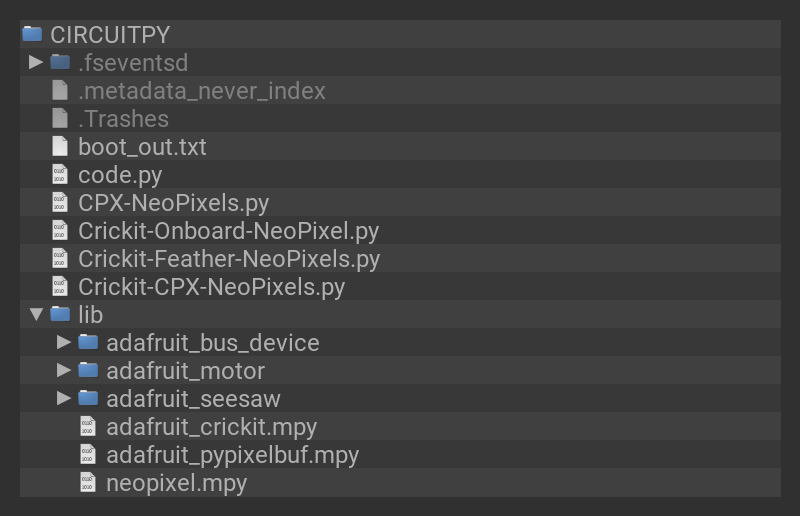 CIRCUITPY
.fseventsd
.metadata_never_index
.Trashes
boot_out.txt
code.py
CPX-NeoPixels.py
Crickit-Onboard-NeoPixel.py
Crickit-Feather-NeoPixels.py
Crickit-CPX-NeoPixels.py
lib
adafruit_bus_device
adafruit_motor
adafruit_seesaw
adafruit_crickit.mpy
adafruit_pypixelbuf.mpy
neopixel.mpy